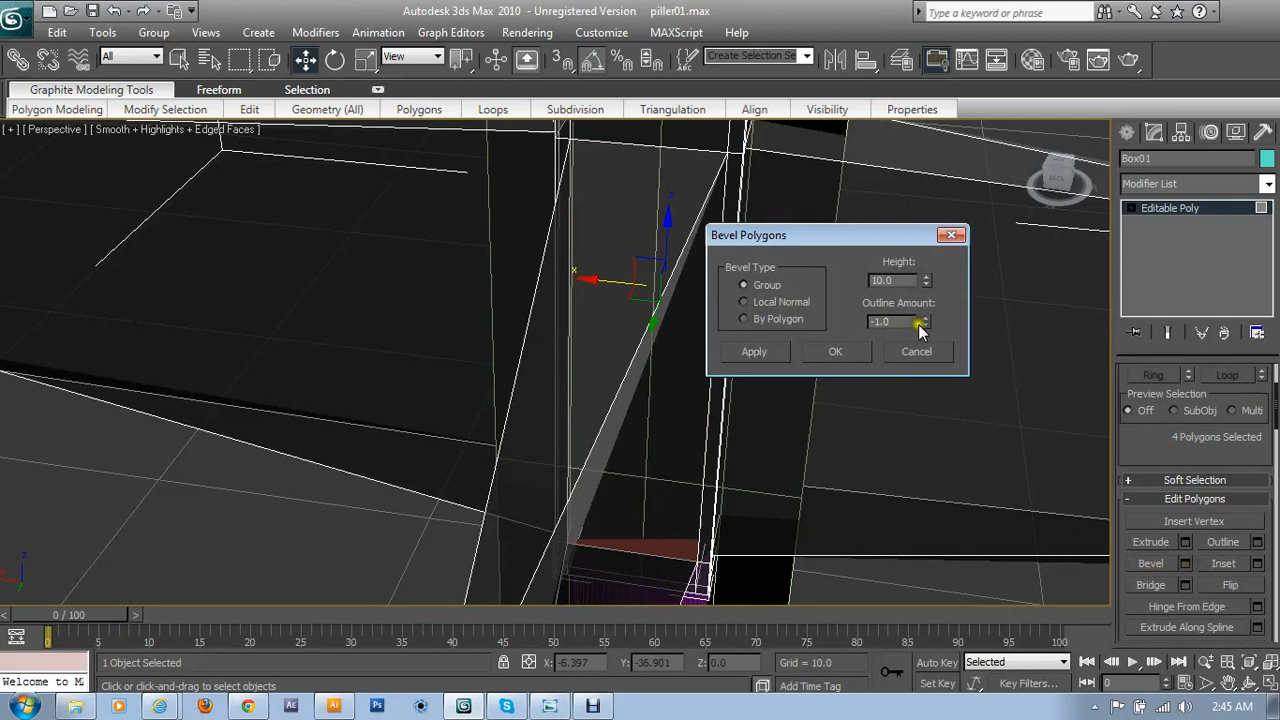 Autodesk 3ds Max 2010 - Unregistered Version piller01.max
Type a keyword or phrase
Edit Tools Group Views Create Modifiers Animation Graph Editors Rendering Customize MAXScript Help
All View Create Selection Se
Graphite Modeling Tools Freeform Selection
Polygon Modeling Modify Selection Edit Geometry (All) Polygons Loops Subdivision Triangulation Align Visibility Properties
[ + ] [ Perspective ] [ Smooth + Highlights + Edged Faces ]
BACK
Box01
Modifier List
Editable Poly
z
x
Bevel Polygons
Bevel Type
Group
Local Normal
By Polygon
Height:
10.0
Outline Amount:
-1.0
Apply OK Cancel
Ring Loop
Preview Selection
Off SubObj Multi
4 Polygons Selected
+ Soft Selection
- Edit Polygons
Insert Vertex
Extrude Outline
Bevel Inset
Bridge Flip
Hinge From Edge
Extrude Along Spline
z
y
< 0 / 100 >
0 5 10 15 20 25 30 35 40 45 50 55 60 65 70 75 80 85 90 95 100
1 Object Selected X: -6.397 Y: -36.901 Z: 0.0 Grid = 10.0 Auto Key Selected
Welcome to M Click or click-and-drag to select objects Add Time Tag Set Key Key Filters... 0
2:45 AM